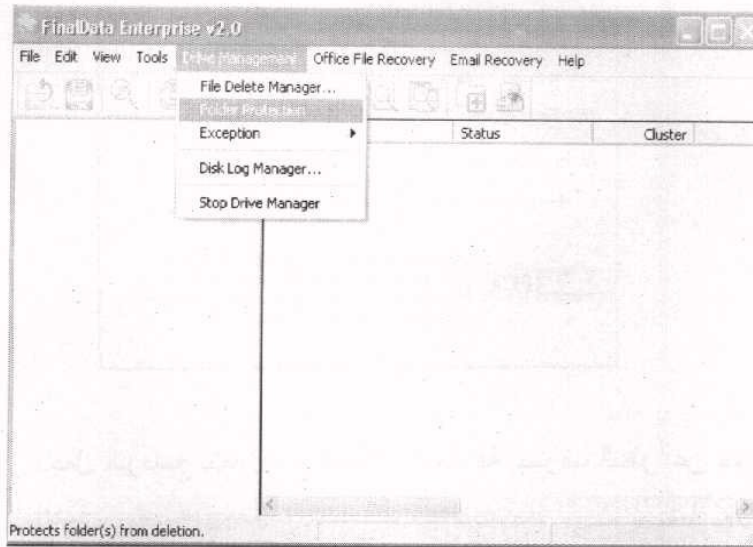 FinalData Enterprise v2.0
File Edit View Tools Drive Management Office File Recovery Email Recovery Help
File Delete Manager...
Folder Protection
Exception
Disk Log Manager...
Stop Drive Manager
Status Cluster
Protects folder(s) from deletion.